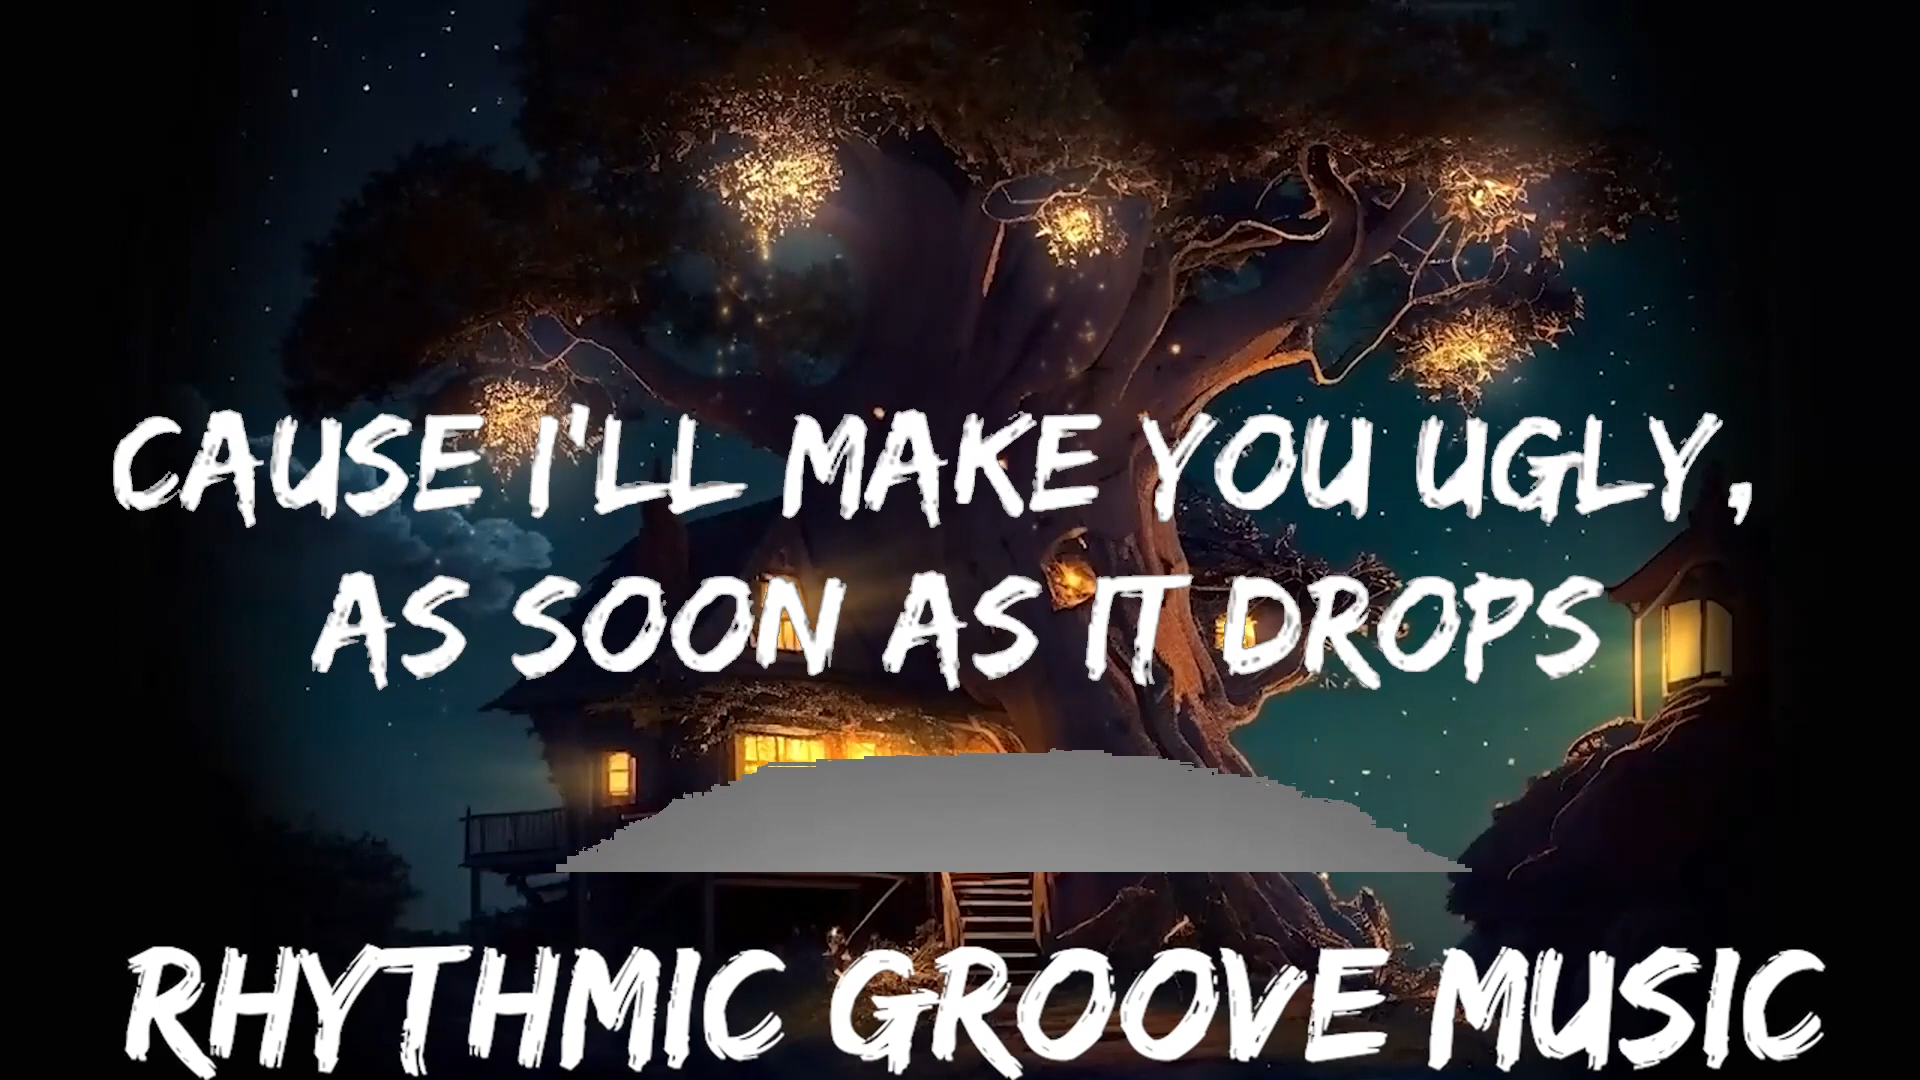 CAUSE I'LL MAKE YOU UGLY,
AS SOON AS IT DROPS
RHYTHMIC GROOVE MUSIC